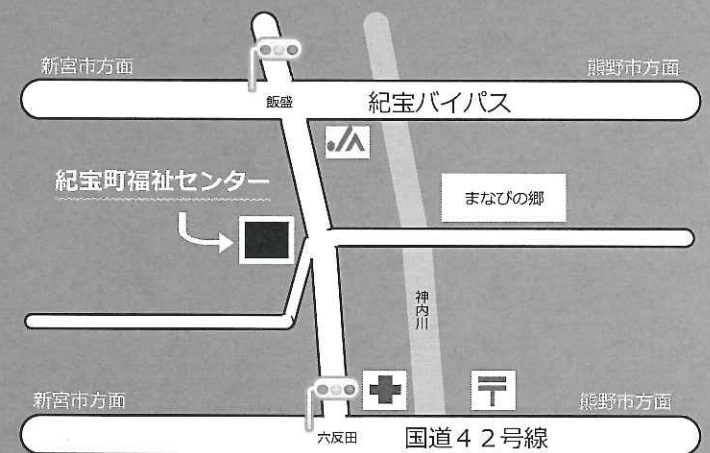 新宮市方面
熊野市方面
飯盛
紀宝バイパス
紀宝町福祉センター
まなびの郷
神内川
新宮市方面
熊野市方面
六反田
国道４２号線